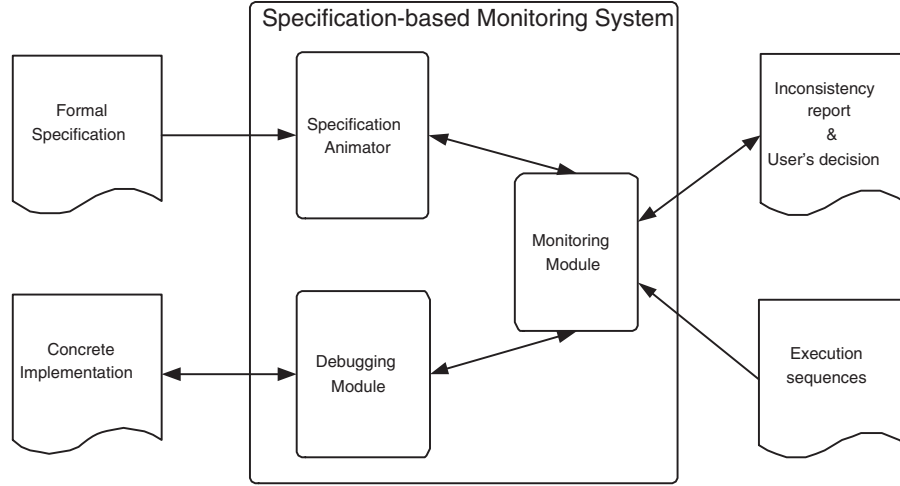 Specification-based Monitoring System
Formal
Specification
Specification
Animator
Inconsistency
report
&
User's decision
Monitoring
Module
Concrete
Implementation
Debugging
Module
Execution
sequences